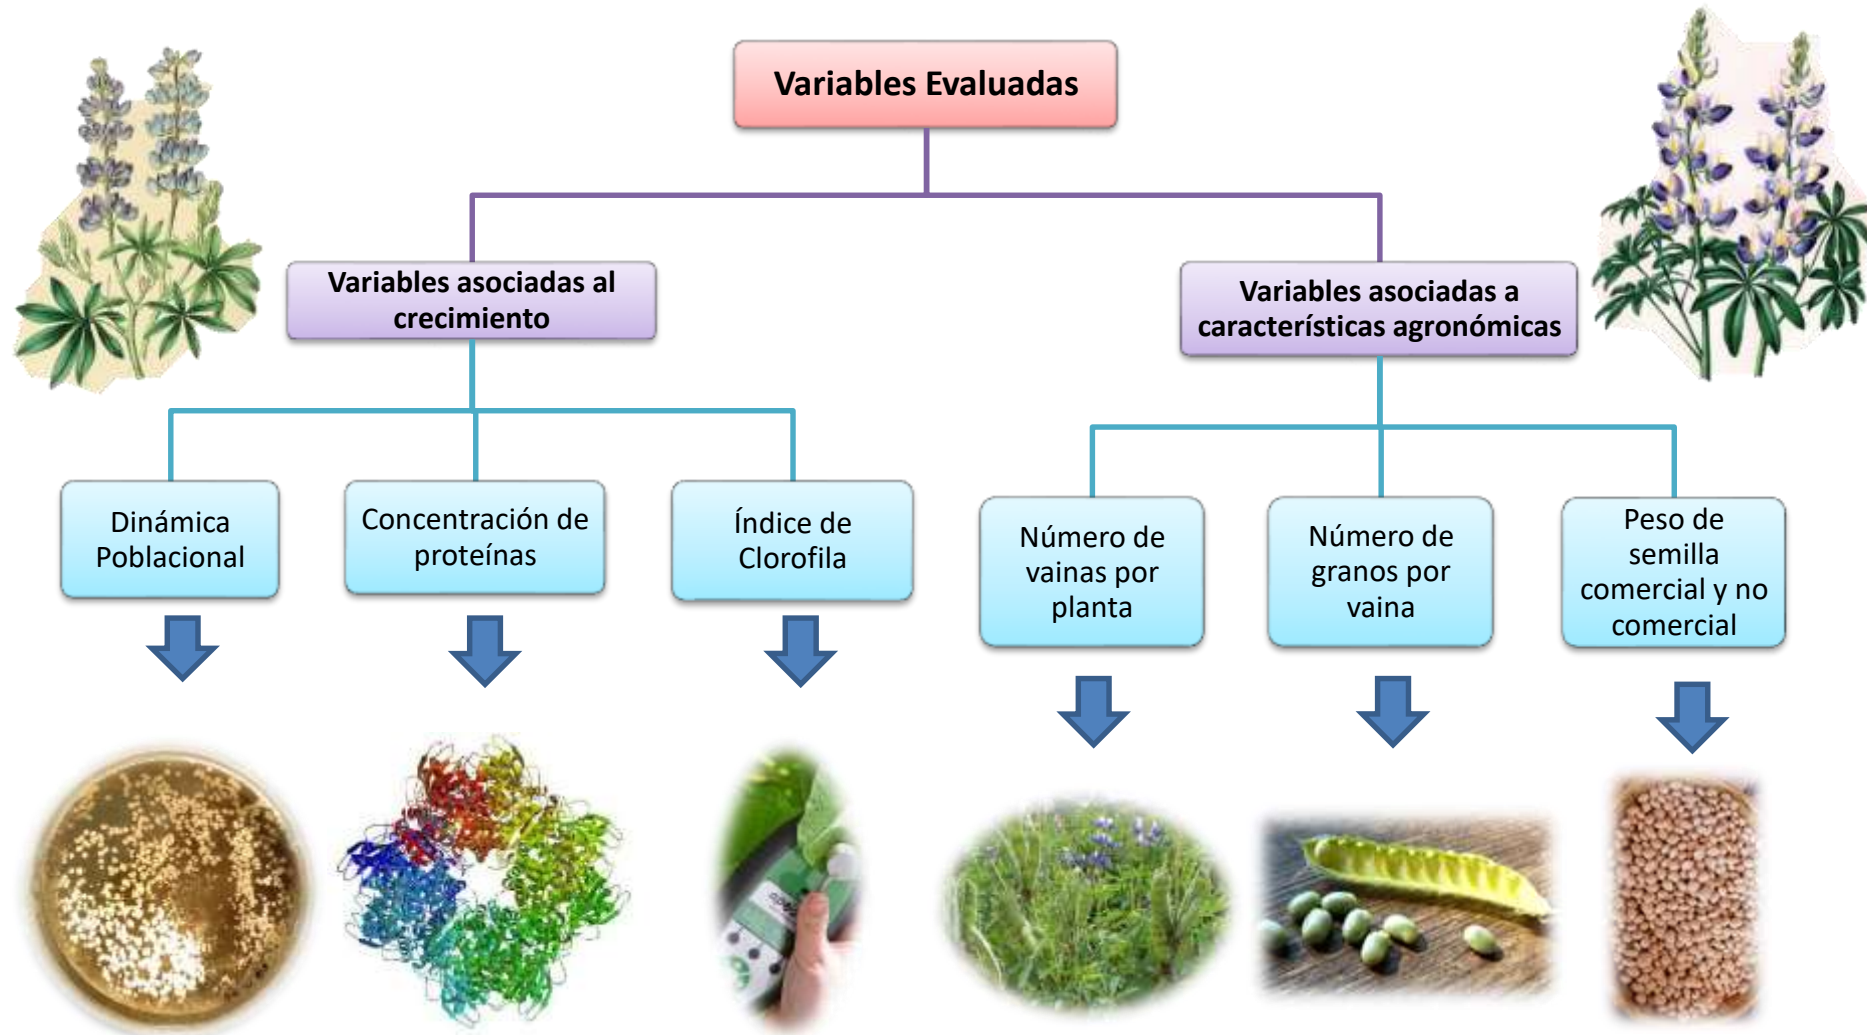 Variables Evaluadas
Variables asociadas al
crecimiento
Variables asociadas a
características agronómicas
Dinámica
Poblacional
Concentración de
proteínas
Índice de
Clorofila
Número de
vainas por
planta
Número de
granos por
vaina
Peso de
semilla
comercial y no
comercial